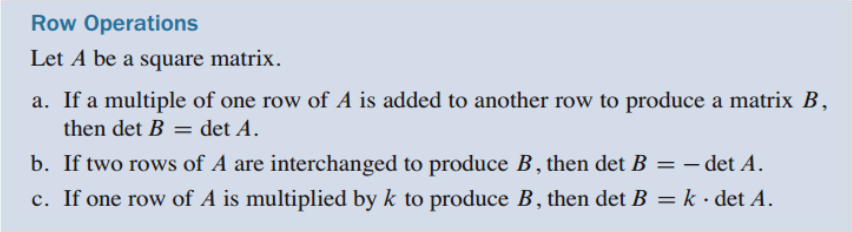 Row Operations
Let A be a square matrix.
a. If a multiple of one row of A is added to another row to produce a matrix B,
then det B = det A.
b. If two rows of A are interchanged to produce B, then det B = − det A.
c. If one row of A is multiplied by k to produce B, then det B = k · det A.